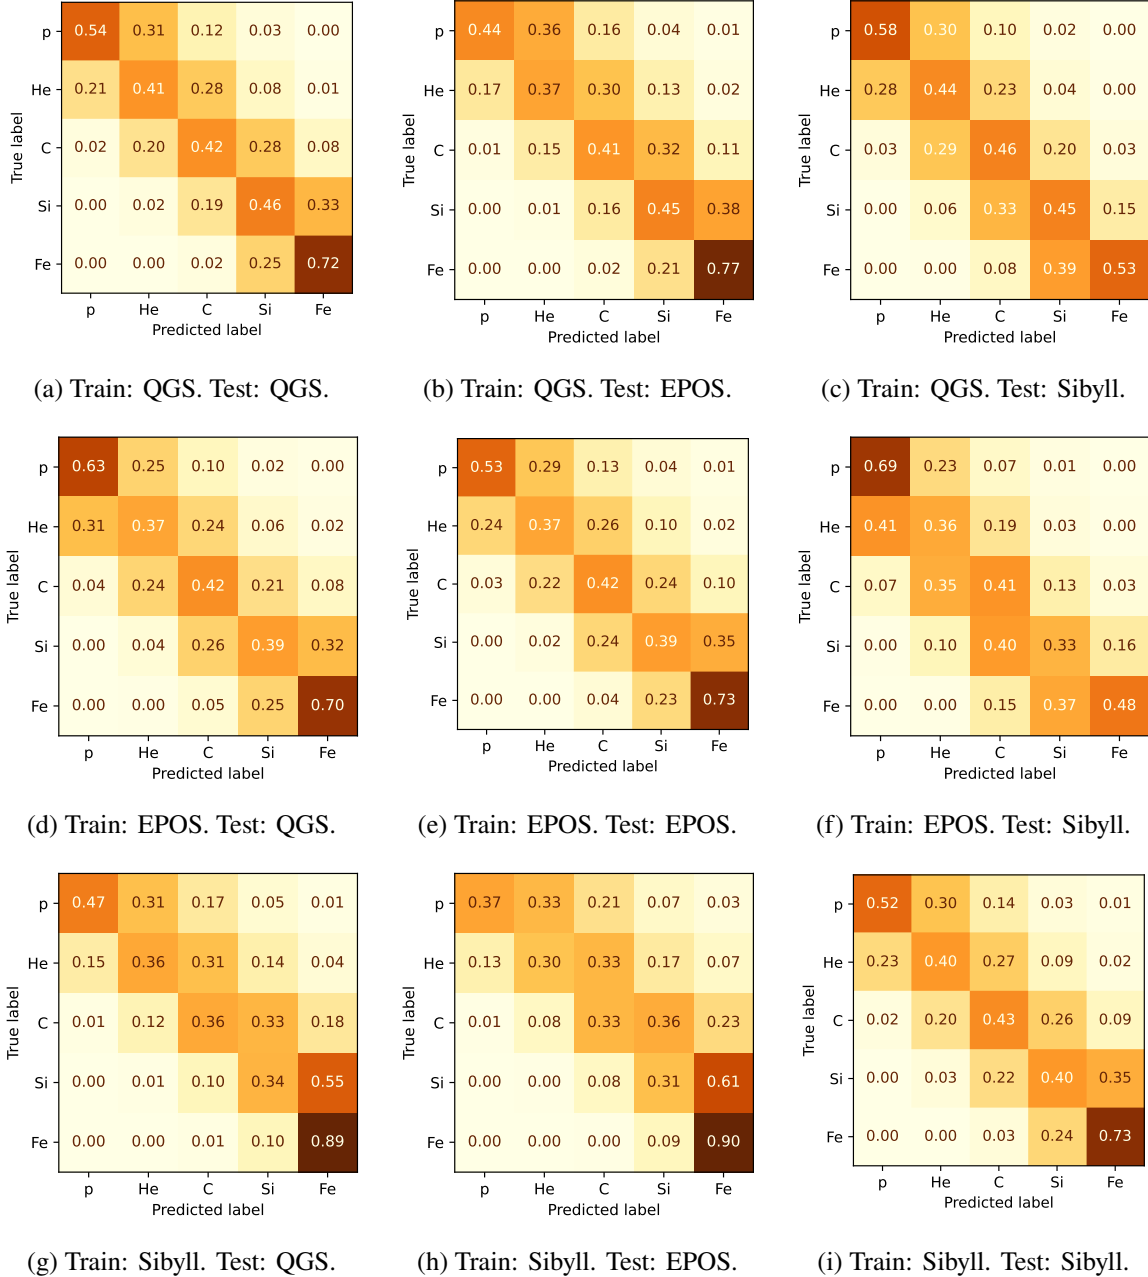 p 0.54 0.31 0.12 0.03 0.00
He 0.21 0.41 0.28 0.08 0.01
C 0.02 0.20 0.42 0.28 0.08
Si 0.00 0.02 0.19 0.46 0.33
Fe 0.00 0.00 0.02 0.25 0.72
p He C Si Fe
True label
Predicted label
(a) Train: QGS. Test: QGS.
0.44 0.36 0.16 0.04 0.01
p
0.17 0.37 0.30 0.13 0.02
He
0.01 0.15 0.41 0.32 0.11
C
0.00 0.01 0.16 0.45 0.38
Si
0.00 0.00 0.02 0.21 0.77
Fe
p He C Si Fe
True label
Predicted label
(b) Train: QGS. Test: EPOS.
p 0.58 0.30 0.10 0.02 0.00
He 0.28 0.44 0.23 0.04 0.00
C 0.03 0.29 0.46 0.20 0.03
Si 0.00 0.06 0.33 0.45 0.15
Fe 0.00 0.00 0.08 0.39 0.53
p He C Si Fe
True label
Predicted label
(c) Train: QGS. Test: Sibyll.
p 0.63 0.25 0.10 0.02 0.00
He 0.31 0.37 0.24 0.06 0.02
C 0.04 0.24 0.42 0.21 0.08
Si 0.00 0.04 0.26 0.39 0.32
Fe 0.00 0.00 0.05 0.25 0.70
p He C Si Fe
True label
Predicted label
(d) Train: EPOS. Test: QGS.
p 0.53 0.29 0.13 0.04 0.01
He 0.24 0.37 0.26 0.10 0.02
C 0.03 0.22 0.42 0.24 0.10
Si 0.00 0.02 0.24 0.39 0.35
Fe 0.00 0.00 0.04 0.23 0.73
p He C Si Fe
True label
Predicted label
(e) Train: EPOS. Test: EPOS.
p 0.69 0.23 0.07 0.01 0.00
He 0.41 0.36 0.19 0.03 0.00
C 0.07 0.35 0.41 0.13 0.03
Si 0.00 0.10 0.40 0.33 0.16
Fe 0.00 0.00 0.15 0.37 0.48
p He C Si Fe
True label
Predicted label
(f) Train: EPOS. Test: Sibyll.
p 0.47 0.31 0.17 0.05 0.01
He 0.15 0.36 0.31 0.14 0.04
C 0.01 0.12 0.36 0.33 0.18
Si 0.00 0.01 0.10 0.34 0.55
Fe 0.00 0.00 0.01 0.10 0.89
p He C Si Fe
True label
Predicted label
(g) Train: Sibyll. Test: QGS.
p 0.37 0.33 0.21 0.07 0.03
He 0.13 0.30 0.33 0.17 0.07
C 0.01 0.08 0.33 0.36 0.23
Si 0.00 0.00 0.08 0.31 0.61
Fe 0.00 0.00 0.00 0.09 0.90
p He C Si Fe
True label
Predicted label
(h) Train: Sibyll. Test: EPOS.
p 0.52 0.30 0.14 0.03 0.01
He 0.23 0.40 0.27 0.09 0.02
C 0.02 0.20 0.43 0.26 0.09
Si 0.00 0.03 0.22 0.40 0.35
Fe 0.00 0.00 0.03 0.24 0.73
p He C Si Fe
True label
Predicted label
(i) Train: Sibyll. Test: Sibyll.